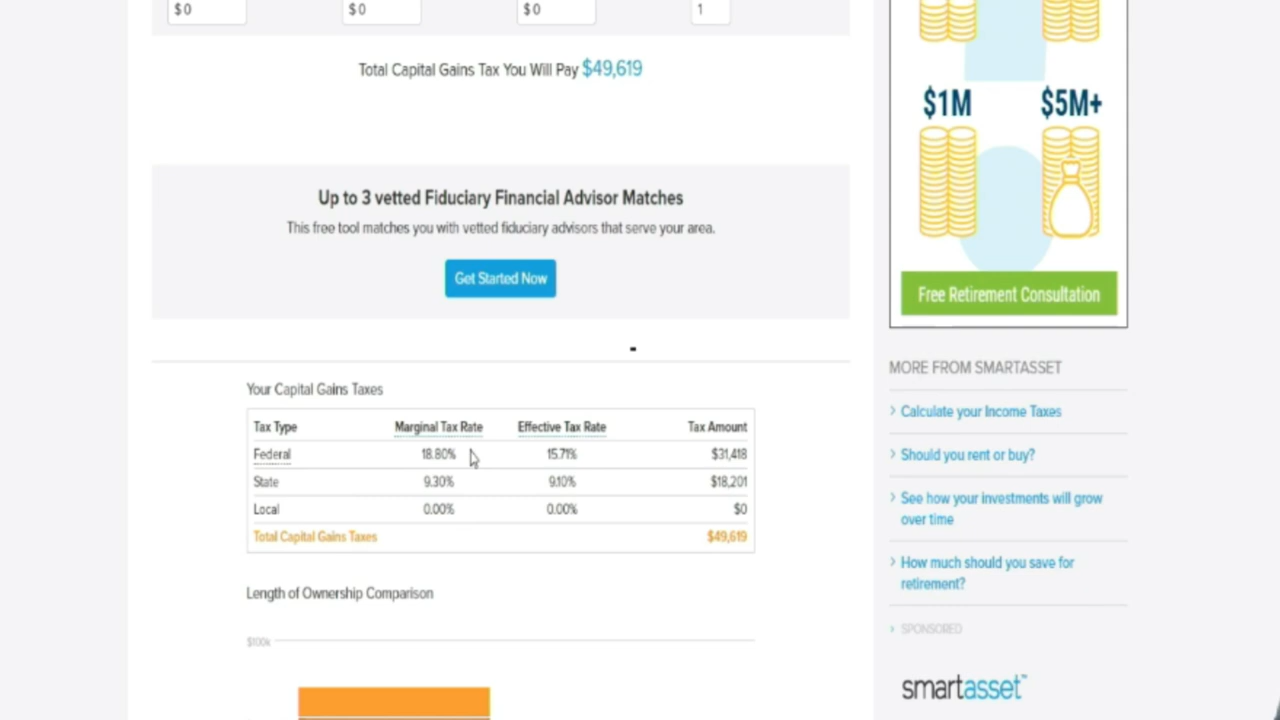 $0 $0 $0 1
Total Capital Gains Tax You Will Pay $49,619
Up to 3 vetted Fiduciary Financial Advisor Matches
This free tool matches you with vetted fiduciary advisors that serve your area.
Get Started Now
Your Capital Gains Taxes
Tax Type Marginal Tax Rate Effective Tax Rate Tax Amount
Federal 18.80% 15.71% $31,418
State 9.30% 9.10% $18,201
Local 0.00% 0.00% $0
Total Capital Gains Taxes $49,619
Length of Ownership Comparison
$100k
$1M $5M+
Free Retirement Consultation
MORE FROM SMARTASSET
Calculate your Income Taxes
Should you rent or buy?
See how your investments will grow
over time
How much should you save for
retirement?
SPONSORED
smartasset™